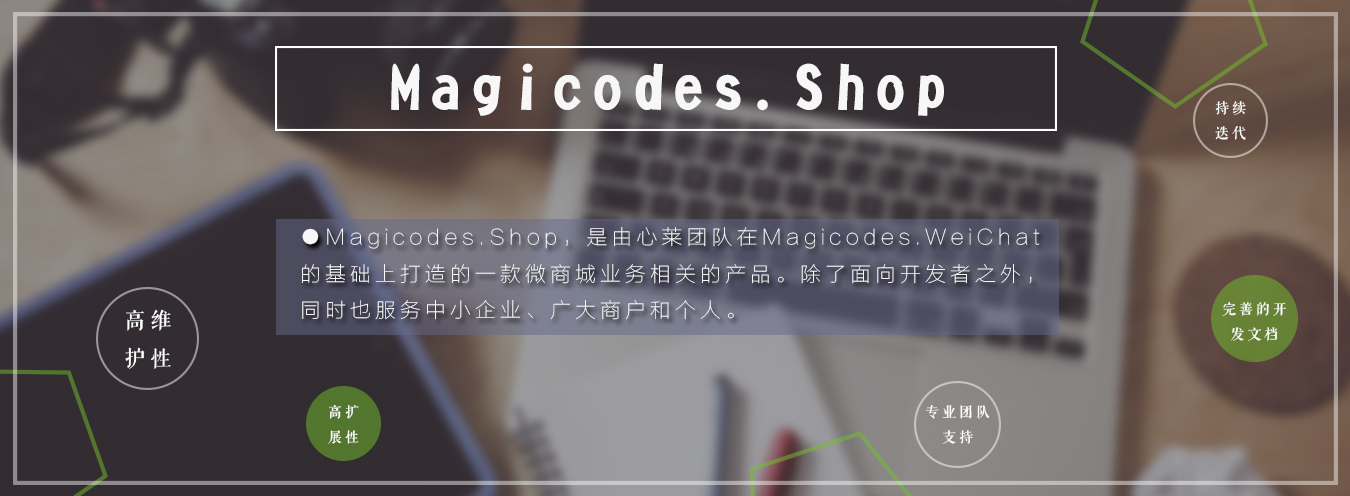 Magicodes.Shop
持续
迭代
●Magicodes.Shop，是由心莱团队在Magicodes.WeiChat
的基础上打造的一款微商城业务相关的产品。除了面向开发者之外，
同时也服务中小企业、广大商户和个人。
高维
护性
完善的开
发文档
高扩
展性
专业团队
支持